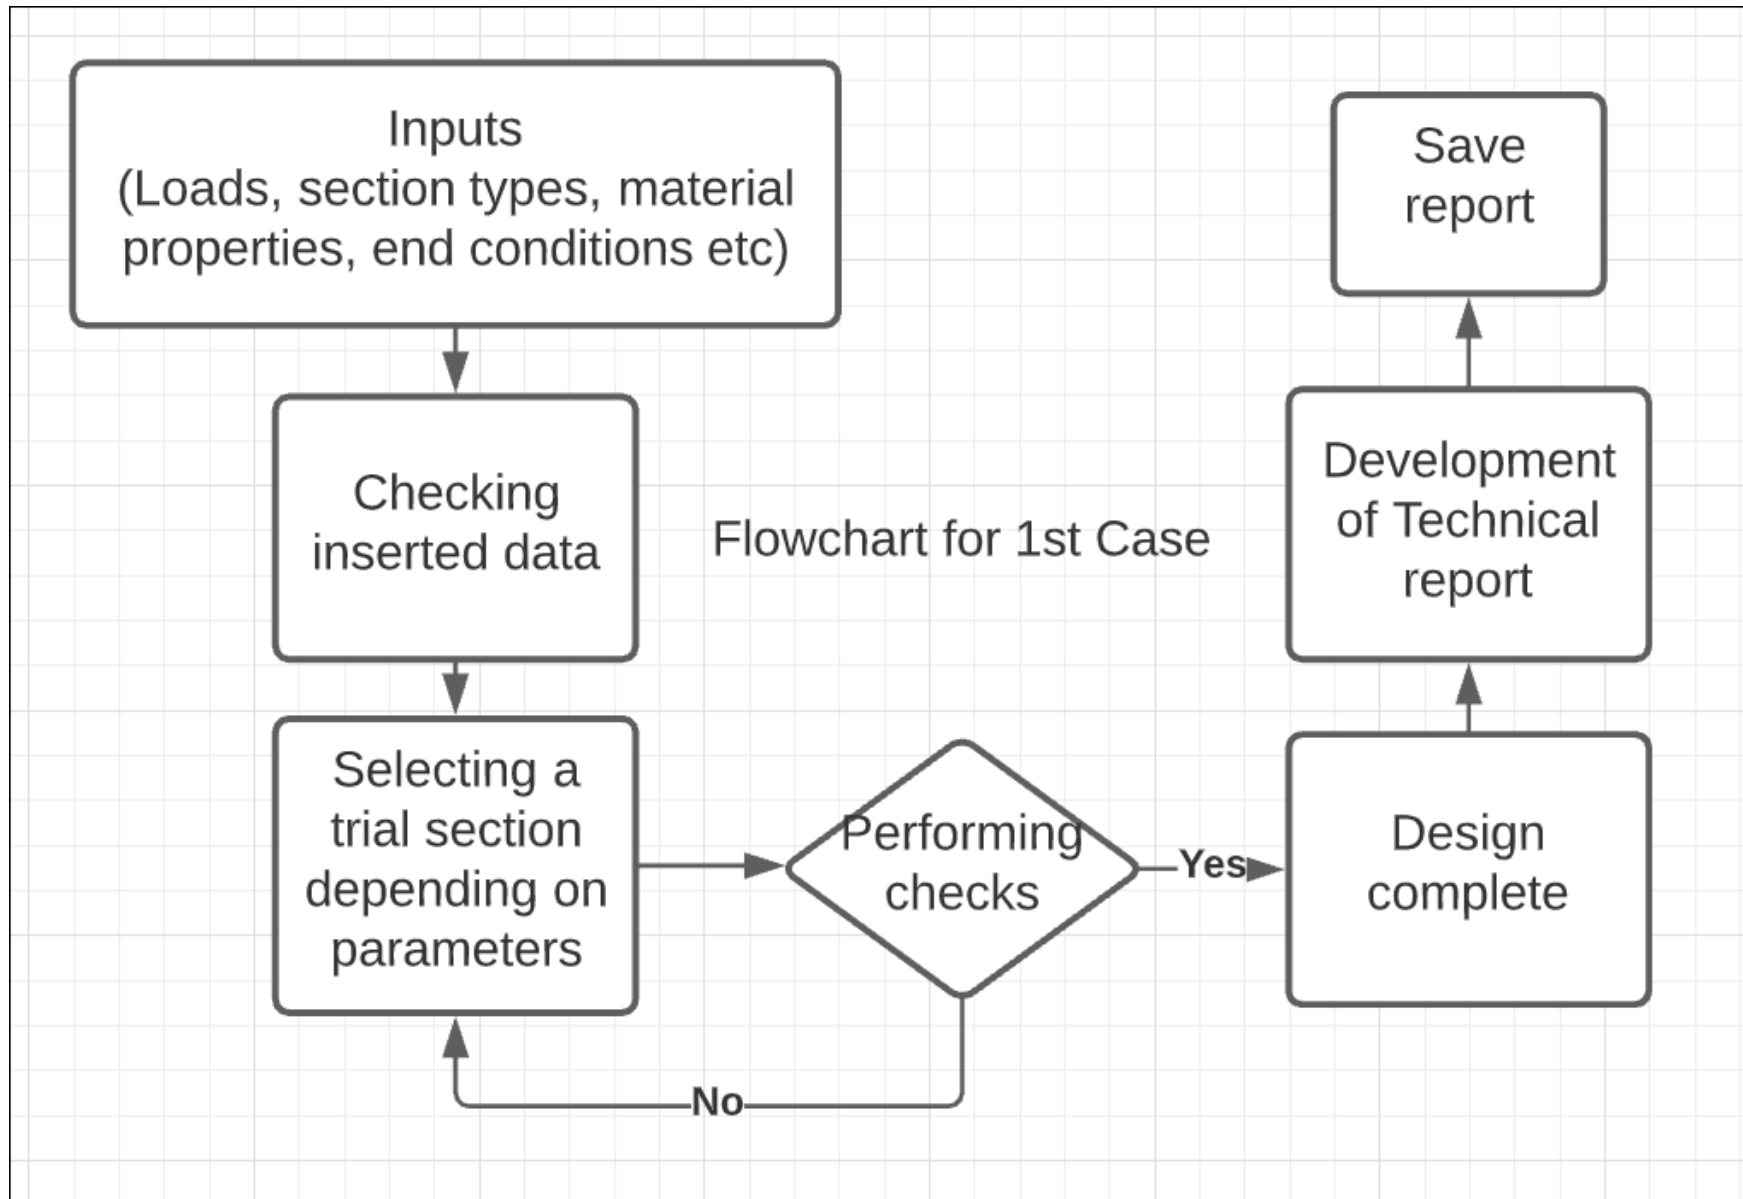 Inputs
(Loads, section types, material
properties, end conditions etc)
Checking
inserted data
Selecting a
trial section
depending on
parameters
Performing
checks
Yes
No
Design
complete
Development
of Technical
report
Save
report
Flowchart for 1st Case